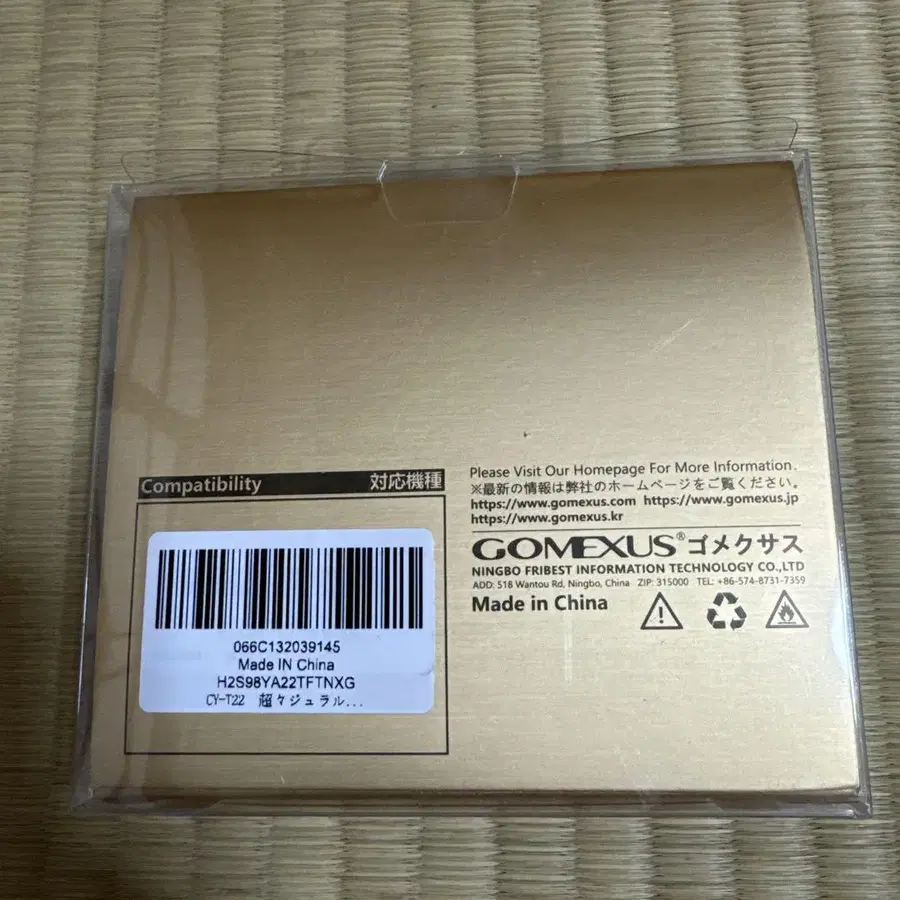 Compatibility 対応機種
066C132039145
Made IN China
H2S98YA22TFTNXG
CY-T22 超々ジュラル...
Please Visit Our Homepage For More Information.
※最新の情報は弊社のホームページをご覧ください。
https://www.gomexus.com https://www.gomexus.jp
https://www.gomexus.kr
GOMEXUS® ゴメクサス
NINGBO FRIBEST INFORMATION TECHNOLOGY CO.,LTD
ADD: 518 Wantou Rd, Ningbo, China ZIP: 315000 TEL: +86-574-8731-7359
Made in China